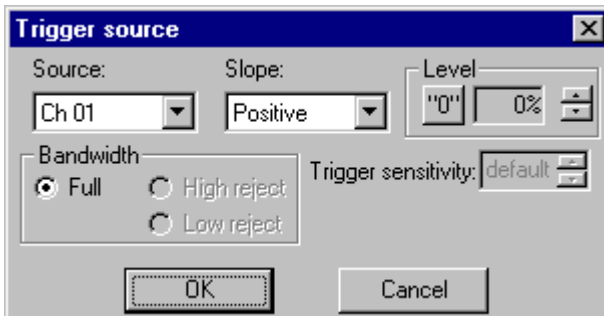 Trigger source
Source: Slope: Level
Ch 01 Positive "0" 0%
Bandwidth
Full High reject Trigger sensitivity: default
Low reject
OK Cancel